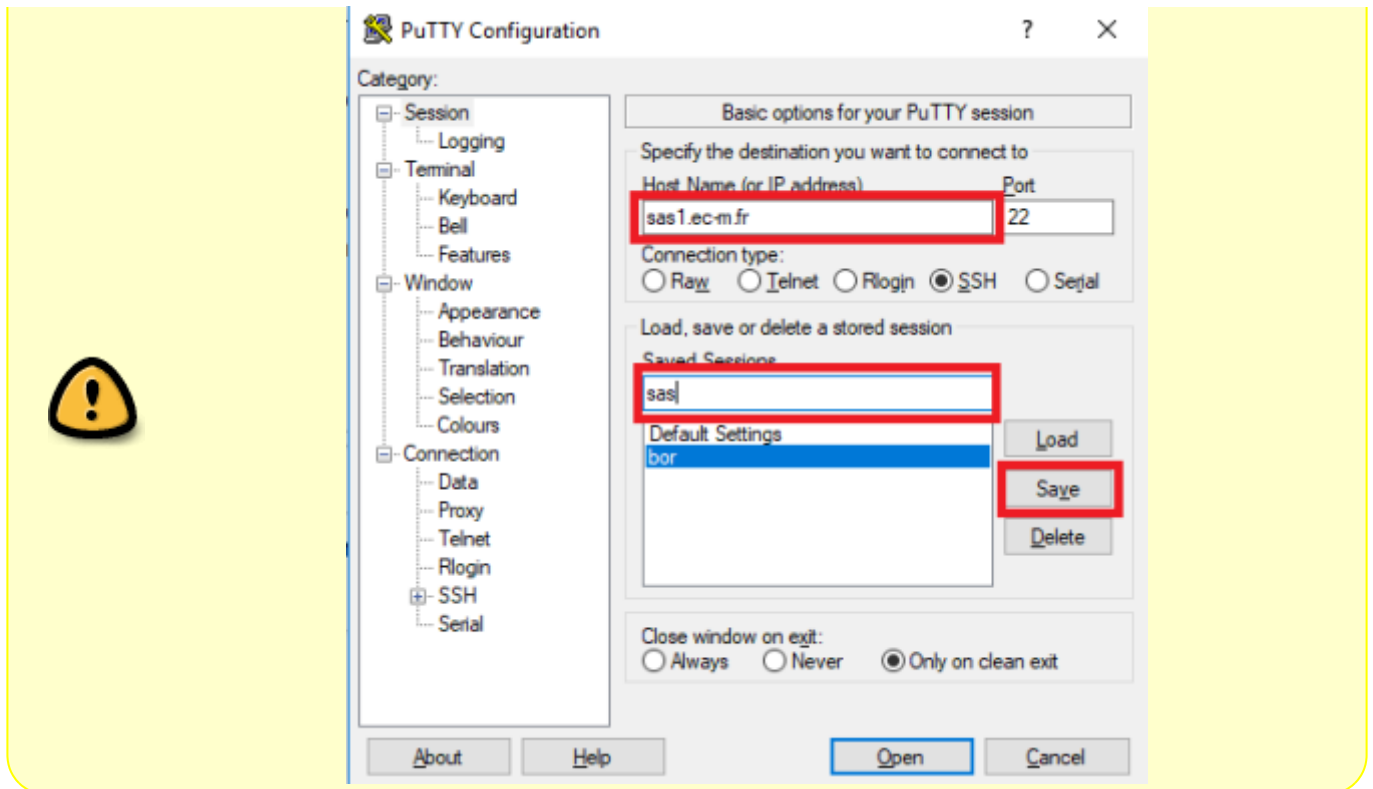 PuTTY Configuration
Category:
Session
Logging
Terminal
Keyboard
Bell
Features
Window
Appearance
Behaviour
Translation
Selection
Colours
Connection
Data
Proxy
Telnet
Rlogin
SSH
Serial
Basic options for your PuTTY session
Specify the destination you want to connect to
Host Name (or IP address) Port
sas1.ec-m.fr 22
Connection type:
Raw Telnet Rlogin SSH Serial
Load, save or delete a stored session
Saved Sessions
sas
Default Settings
bor
Load
Save
Delete
Close window on exit:
Always Never Only on clean exit
About Help Open Cancel